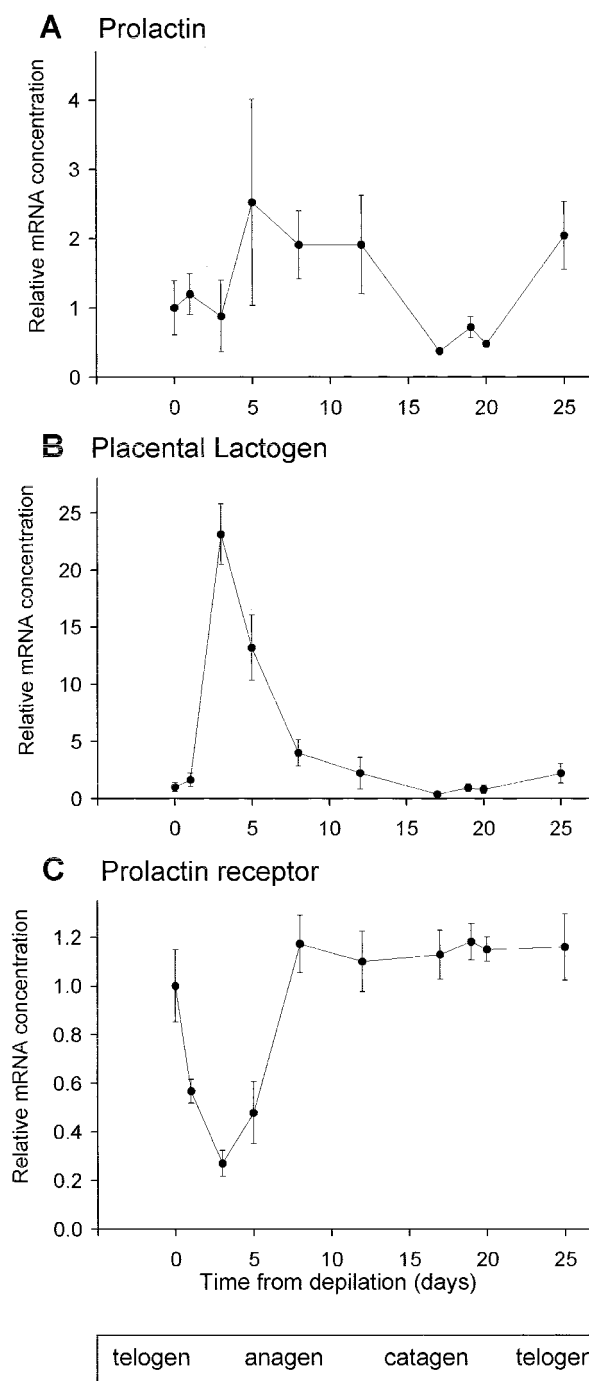 A Prolactin
Relative mRNA concentration
4
3
2
1
0
0 5 10 15 20 25
B Placental Lactogen
Relative mRNA concentration
25
20
15
10
5
0
0 5 10 15 20 25
C Prolactin receptor
Relative mRNA concentration
1.2
1.0
0.8
0.6
0.4
0.2
0.0
0 5 10 15 20 25
Time from depilation (days)
telogen anagen catagen telogen